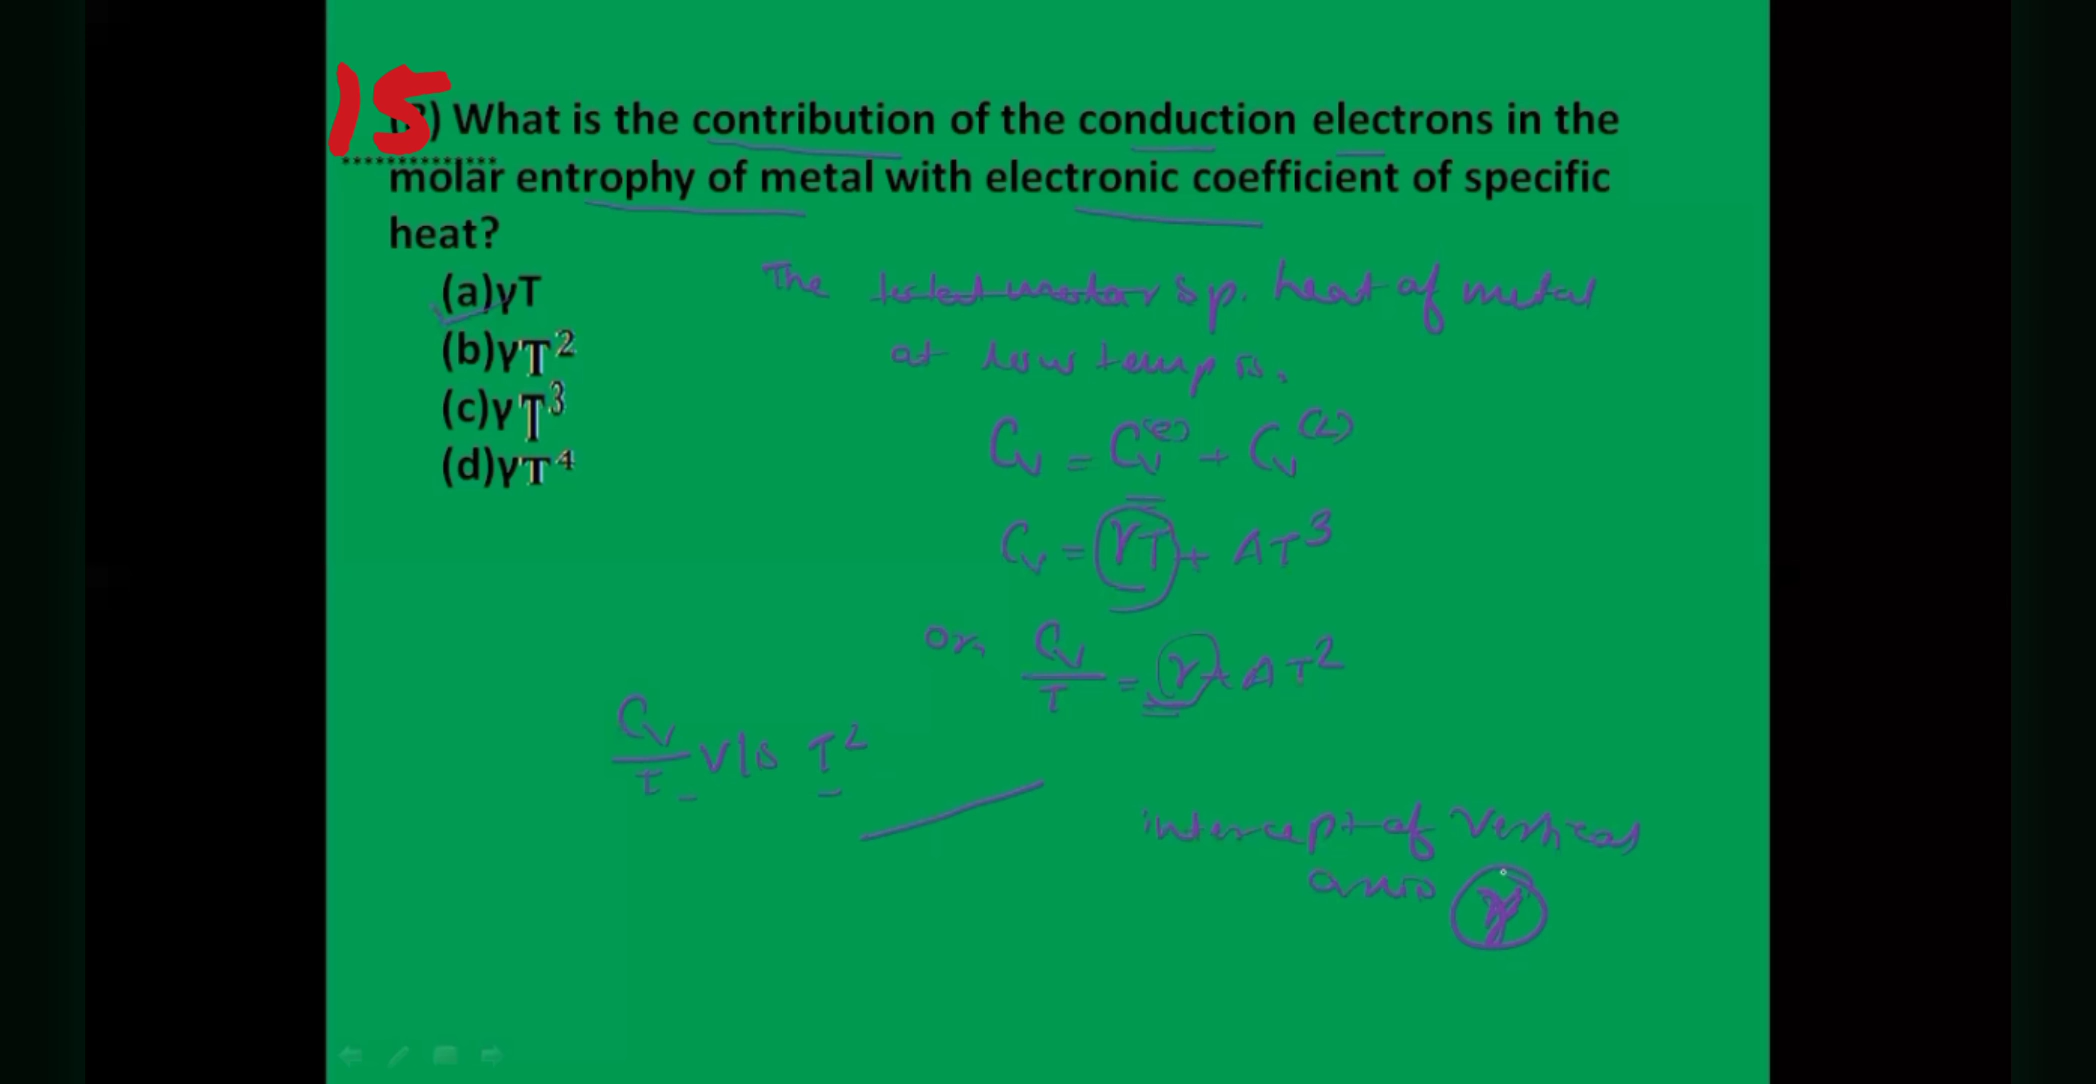 15
) What is the contribution of the conduction electrons in the
**************
molar entrophy of metal with electronic coefficient of specific
heat?
(a)γT
(b)γT²
(c)γT³
(d)γT⁴
The sp. heat of metal
at low temp is,
Cv = Cv^(e) + Cv^(L)
Cv = γT + AT³
or, Cv/T = γ + AT²
Cv/T v/s T²
intercept of vertical
axis γ